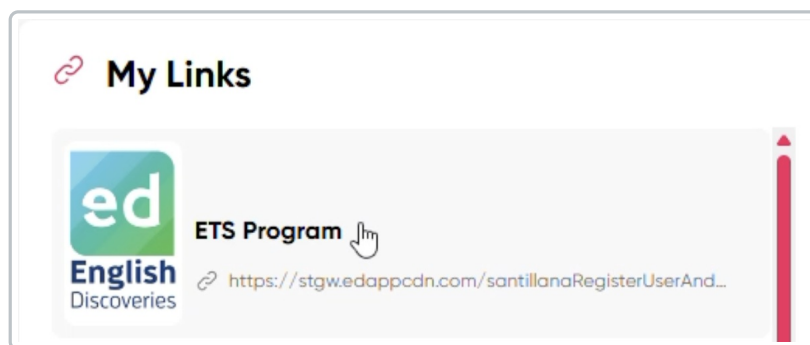 My Links
ed
English
Discoveries
ETS Program
https://stgw.edappcdn.com/santillanaRegisterUserAnd...